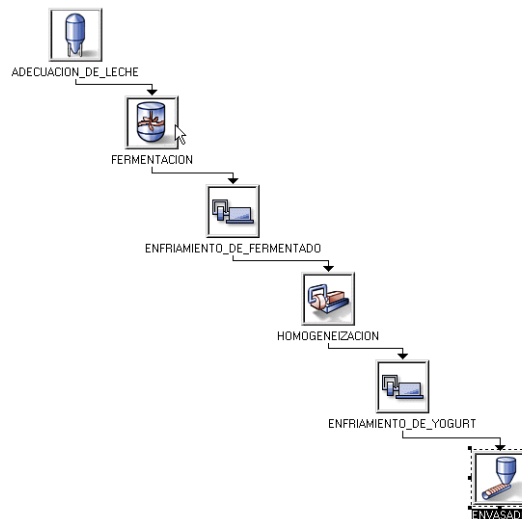 ADECUACION_DE_LECHE
FERMENTACION
ENFRIAMIENTO_DE_FERMENTADO
HOMOGENEIZACION
ENFRIAMIENTO_DE_YOGURT
ENVASAD